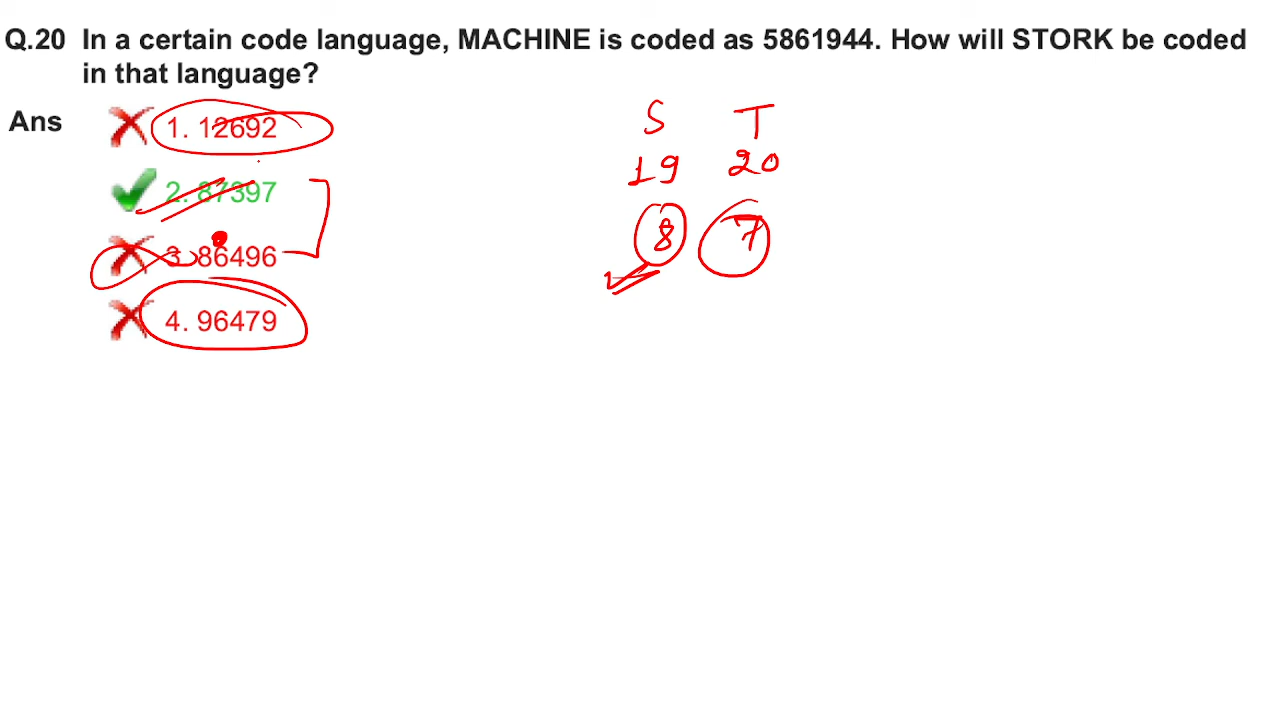 Q.20 In a certain code language, MACHINE is coded as 5861944. How will STORK be coded
in that language?
Ans
1. 12692
2. 87397
3. 86496
4. 96479
S T
19 20
8 7